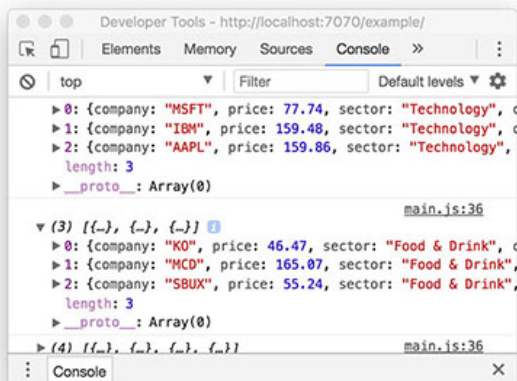 Developer Tools - http://localhost:7070/example/
Elements Memory Sources Console »
top ▼ Filter Default levels ▼
▶0: {company: "MSFT", price: 77.74, sector: "Technology",
▶1: {company: "IBM", price: 159.48, sector: "Technology",
▶2: {company: "AAPL", price: 159.86, sector: "Technology",
length: 3
▶__proto__: Array(0)
main.js:36
▼(3) [{…}, {…}, {…}] i
▶0: {company: "KO", price: 46.47, sector: "Food & Drink",
▶1: {company: "MCD", price: 165.07, sector: "Food & Drink",
▶2: {company: "SBUX", price: 55.24, sector: "Food & Drink",
length: 3
▶__proto__: Array(0)
▶(4) [{…}, {…}, {…}, {…}] main.js:36
Console ×